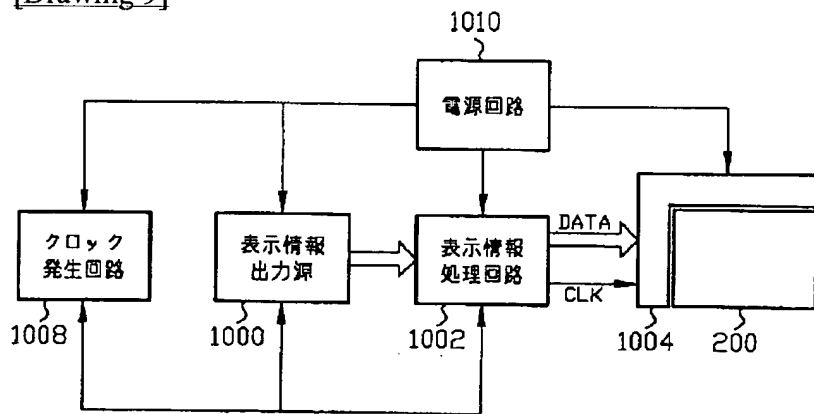 [Drawing 9]
1010
電源回路
クロック
発生回路
表示情報
出力源
表示情報
処理回路
DATA
CLK
1008
1000
1002
1004
200